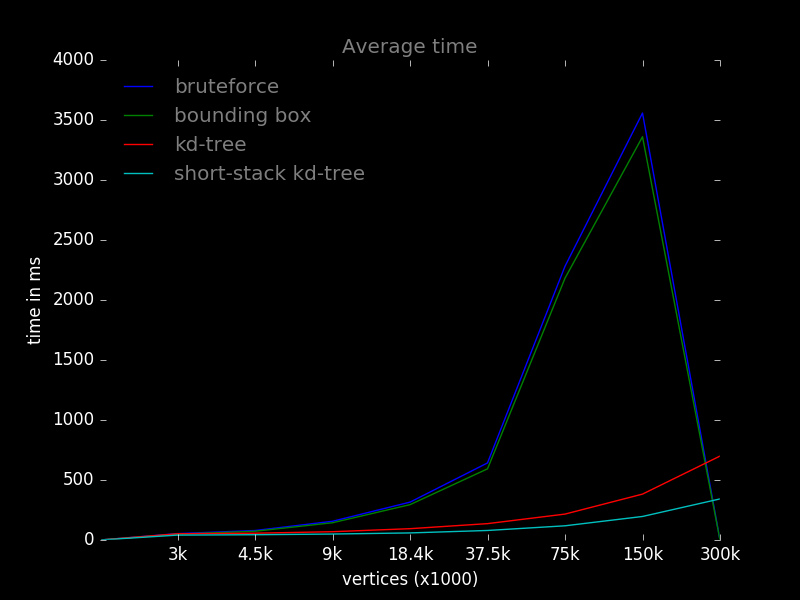 Average time
4000
3500
3000
2500
2000
1500
1000
500
0
time in ms
bruteforce
bounding box
kd-tree
short-stack kd-tree
3k 4.5k 9k 18.4k 37.5k 75k 150k 300k
vertices (x1000)